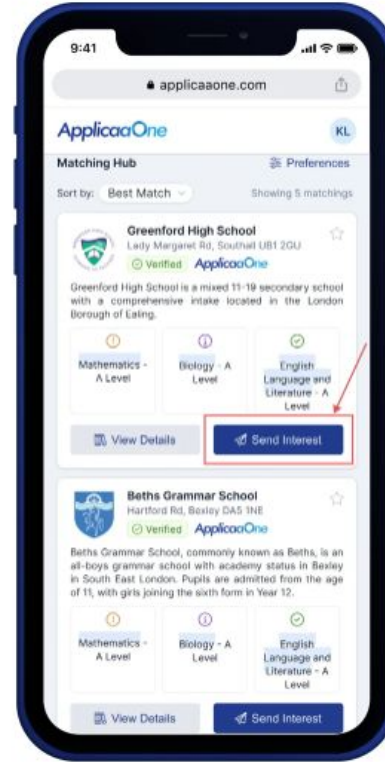 9:41
applicaaone.com
ApplicaaOne
KL
Matching Hub
Preferences
Sort by: Best Match
Showing 5 matchings
Greenford High School
Lady Margaret Rd, Southall UB1 2GU
Verified ApplicaaOne
Greenford High School is a mixed 11-19 secondary school
with a comprehensive intake located in the London
Borough of Ealing.
Mathematics -
A Level
Biology - A
Level
English
Language and
Literature - A
Level
View Details
Send Interest
Beths Grammar School
Hartford Rd, Bexley DA5 1NE
Verified ApplicaaOne
Beths Grammar School, commonly known as Beths, is an
all-boys grammar school with academy status in Bexley
in South East London. Pupils are admitted from the age
of 11, with girls joining the sixth form in Year 12.
Mathematics -
A Level
Biology - A
Level
English
Language and
Literature - A
Level
View Details
Send Interest